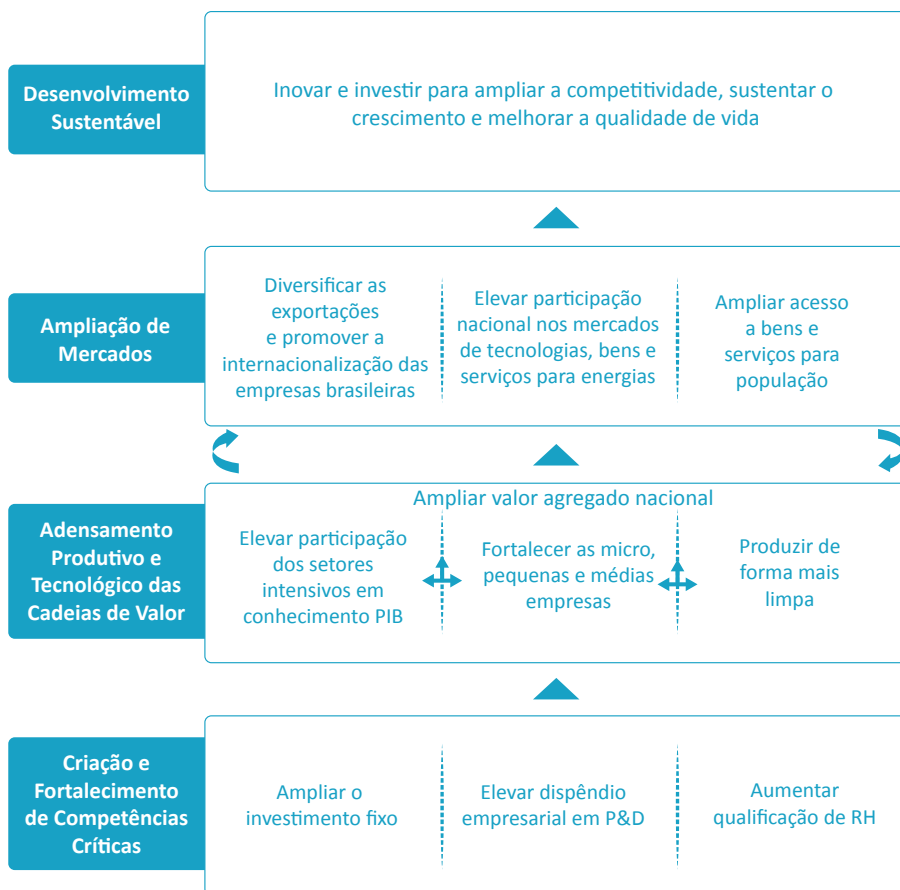 Desenvolvimento
Sustentável
Inovar e investir para ampliar a competitividade, sustentar o
crescimento e melhorar a qualidade de vida
Ampliação de
Mercados
Diversificar as
exportações
e promover a
internacionalização das
empresas brasileiras
Elevar participação
nacional nos mercados
de tecnologias, bens e
serviços para energias
Ampliar acesso
a bens e
serviços para
população
Adensamento
Produtivo e
Tecnológico das
Cadeias de Valor
Ampliar valor agregado nacional
Elevar participação
dos setores
intensivos em
conhecimento PIB
Fortalecer as micro,
pequenas e médias
empresas
Produzir de
forma mais
limpa
Criação e
Fortalecimento
de Competências
Críticas
Ampliar o
investimento fixo
Elevar dispêndio
empresarial em P&D
Aumentar
qualificação de RH